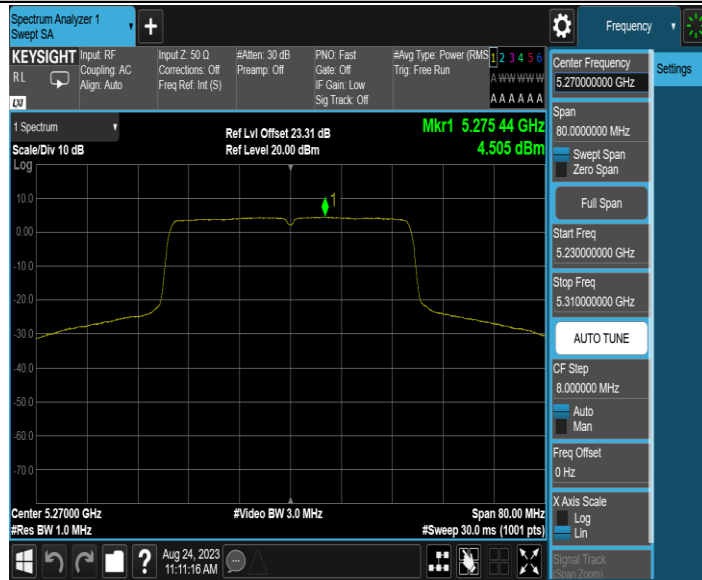 Spectrum Analyzer 1
Swept SA
+
Frequency
KEYSIGHT
RL
LXI
Input: RF
Coupling: AC
Align: Auto
Input Z: 50 Ω
Corrections: Off
Freq Ref: Int (S)
#Atten: 30 dB
Preamp: Off
PNO: Fast
Gate: Off
IF Gain: Low
Sig Track: Off
#Avg Type: Power (RMS
Trig: Free Run
1 2 3 4 5 6
A W W W W W
A A A A A A
1 Spectrum
Scale/Div 10 dB
Ref Lvl Offset 23.31 dB
Ref Level 20.00 dBm
Mkr1 5.275 44 GHz
4.505 dBm
Log
1
10.0
0.00
-10.0
-20.0
-30.0
-40.0
-50.0
-60.0
-70.0
Center 5.27000 GHz
#Res BW 1.0 MHz
#Video BW 3.0 MHz
Span 80.00 MHz
#Sweep 30.0 ms (1001 pts)
?
Aug 24, 2023
11:11:16 AM
Center Frequency
5.270000000 GHz
Span
80.0000000 MHz
Swept Span
Zero Span
Full Span
Start Freq
5.230000000 GHz
Stop Freq
5.310000000 GHz
AUTO TUNE
CF Step
8.000000 MHz
Auto
Man
Freq Offset
0 Hz
X Axis Scale
Log
Lin
Signal Track
(Span Zoom)
Settings